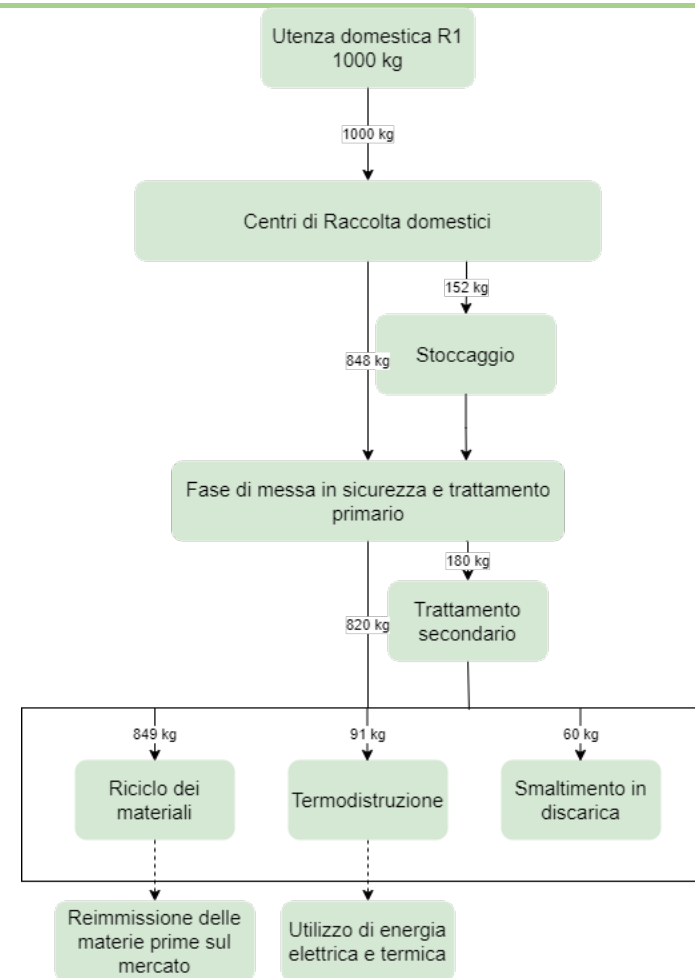 Utenza domestica R1
1000 kg
1000 kg
Centri di Raccolta domestici
152 kg
Stoccaggio
848 kg
Fase di messa in sicurezza e trattamento
primario
180 kg
Trattamento
secondario
820 kg
849 kg
91 kg
60 kg
Riciclo dei
materiali
Termodistruzione
Smaltimento in
discarica
Reimmissione delle
materie prime sul
mercato
Utilizzo di energia
elettrica e termica